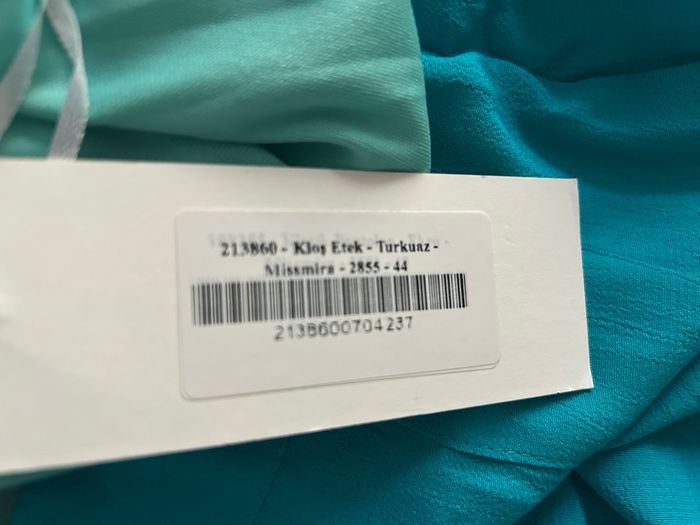 213860 - Kloş Etek - Turkuaz -
Missmira - 2855 - 44
2138600704237